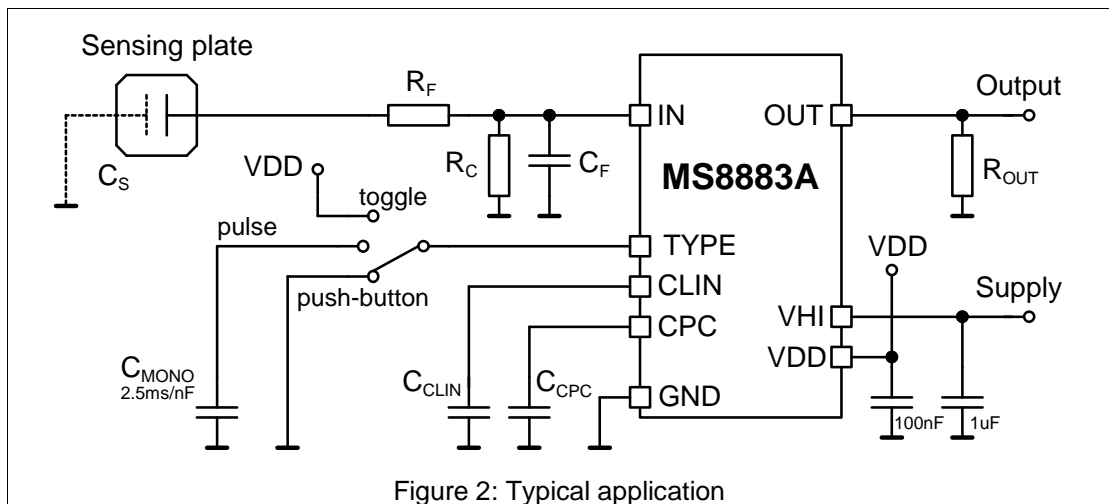 Sensing plate
R_F
Output
IN
OUT
VDD
R_C
C_F
MS8883A
R_OUT
C_S
toggle
pulse
TYPE
VDD
push-button
CLIN
Supply
CPC
VHI
VDD
C_MONO
2.5ms/nF
C_CLIN
C_CPC
GND
100nF
1uF
Figure 2: Typical application